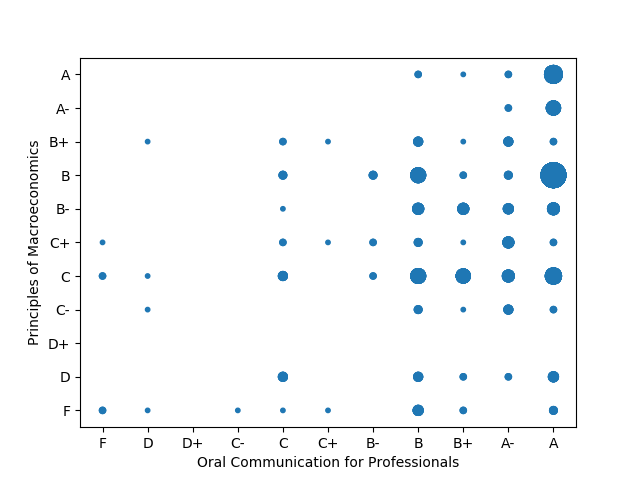 Principles of Macroeconomics
A
A-
B+
B
B-
C+
C
C-
D+
D
F
F D D+ C- C C+ B- B B+ A- A
Oral Communication for Professionals